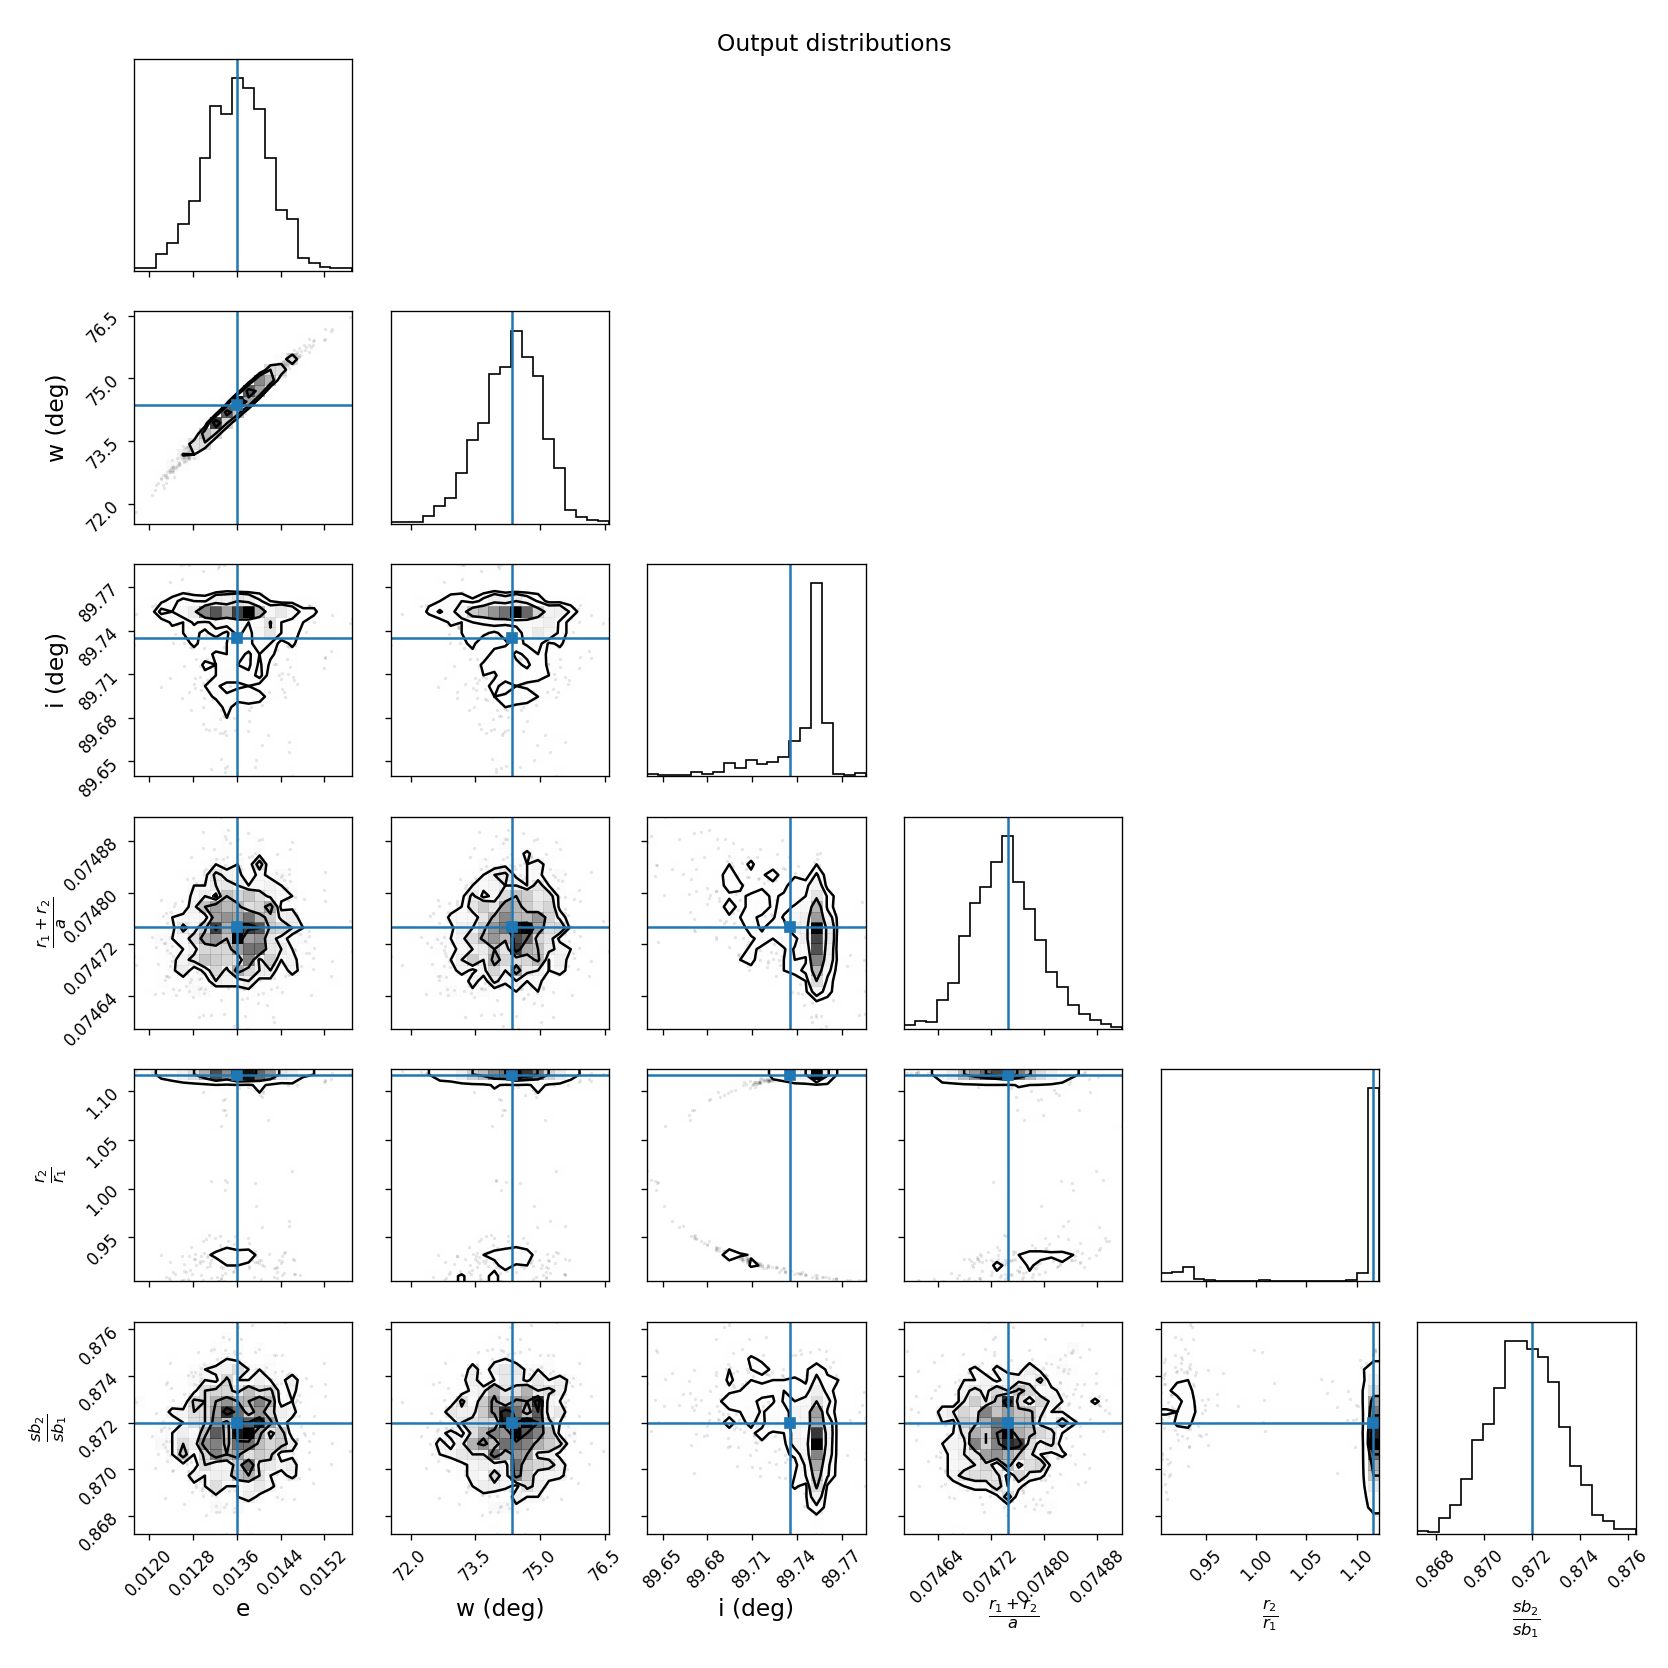 Output distributions
76.5
75.0
73.5
72.0
w (deg)
89.77
89.74
89.71
89.68
89.65
i (deg)
0.07488
0.07480
0.07472
0.07464
r₁ + r₂
a
1.10
1.05
1.00
0.95
r₂
r₁
0.876
0.874
0.872
0.870
0.868
sb₂
sb₁
0.0120 0.0128 0.0136 0.0144 0.0152
e
72.0 73.5 75.0 76.5
w (deg)
89.65 89.68 89.71 89.74 89.77
i (deg)
0.07464 0.07472 0.07480 0.07488
r₁ + r₂
a
0.95 1.00 1.05 1.10
r₂
r₁
0.868 0.870 0.872 0.874 0.876
sb₂
sb₁